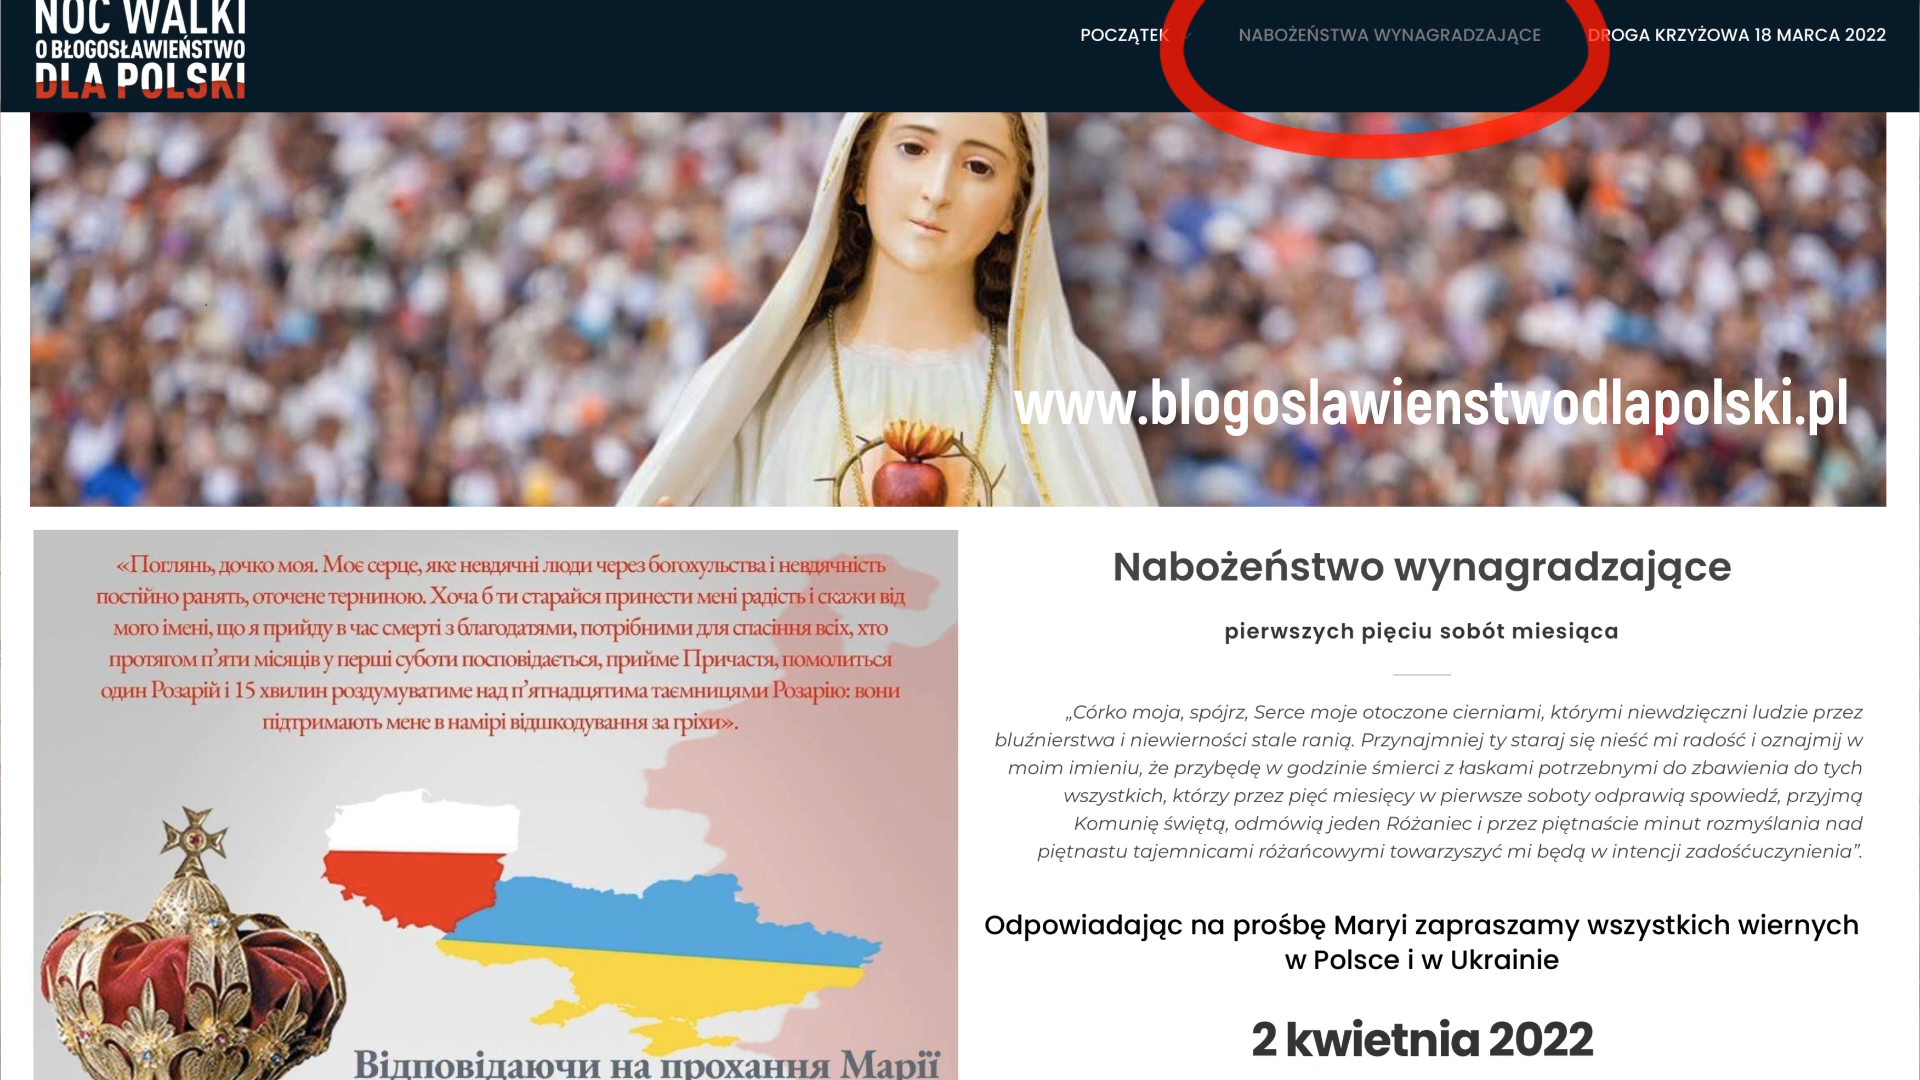 NOC WALKI
O BŁOGOSŁAWIEŃSTWO
DLA POLSKI
POCZĄTEK
NABOŻEŃSTWA WYNAGRADZAJĄCE
DROGA KRZYŻOWA 18 MARCA 2022
www.blogoslawienstwodlapolski.pl
«Поглянь, дочко моя. Моє серце, яке невдячні люди через богохульства і невдячність
постійно ранять, оточене терниною. Хоча б ти старайся принести мені радість і скажи від
мого імені, що я прийду в час смерті з благодатями, потрібними для спасіння всіх, хто
протягом п’яти місяців у перші суботи посповідається, прийме Причастя, помолиться
один Розарій і 15 хвилин роздумуватиме над п’ятнадцятима таємницями Розарію: вони
підтримають мене в намірі відшкодування за гріхи».
Відповідаючи на прохання Марії
Nabożeństwo wynagradzające
pierwszych pięciu sobót miesiąca
„Córko moja, spójrz, Serce moje otoczone cierniami, którymi niewdzięczni ludzie przez
bluźnierstwa i niewierności stale ranią. Przynajmniej ty staraj się nieść mi radość i oznajmij w
moim imieniu, że przybędę w godzinie śmierci z łaskami potrzebnymi do zbawienia do tych
wszystkich, którzy przez pięć miesięcy w pierwsze soboty odprawią spowiedź, przyjmą
Komunię świętą, odmówią jeden Różaniec i przez piętnaście minut rozmyślania nad
piętnastu tajemnicami różańcowymi towarzyszyć mi będą w intencji zadośćuczynienia”.
Odpowiadając na prośbę Maryi zapraszamy wszystkich wiernych
w Polsce i w Ukrainie
2 kwietnia 2022